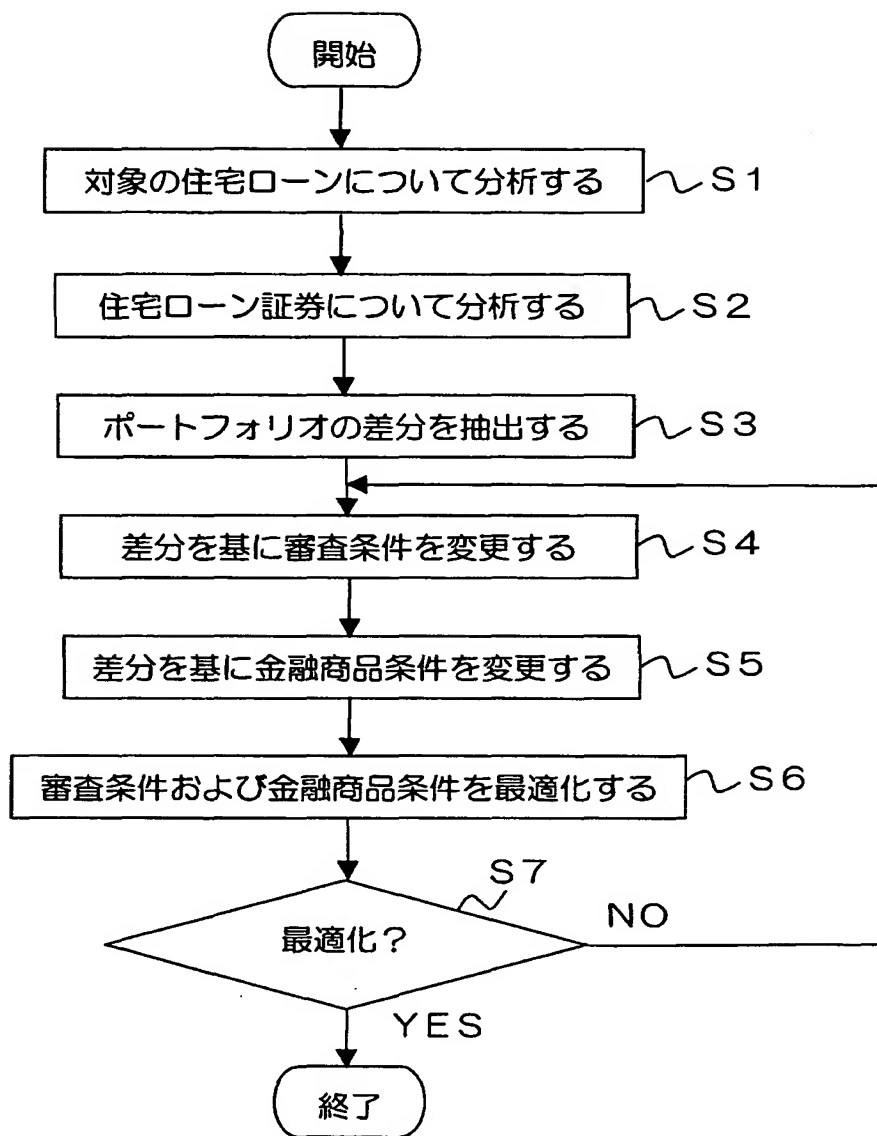 開始
対象の住宅ローンについて分析する S1
住宅ローン証券について分析する S2
ポートフォリオの差分を抽出する S3
差分を基に審査条件を変更する S4
差分を基に金融商品条件を変更する S5
審査条件および金融商品条件を最適化する S6
S7
最適化? NO
YES
終了